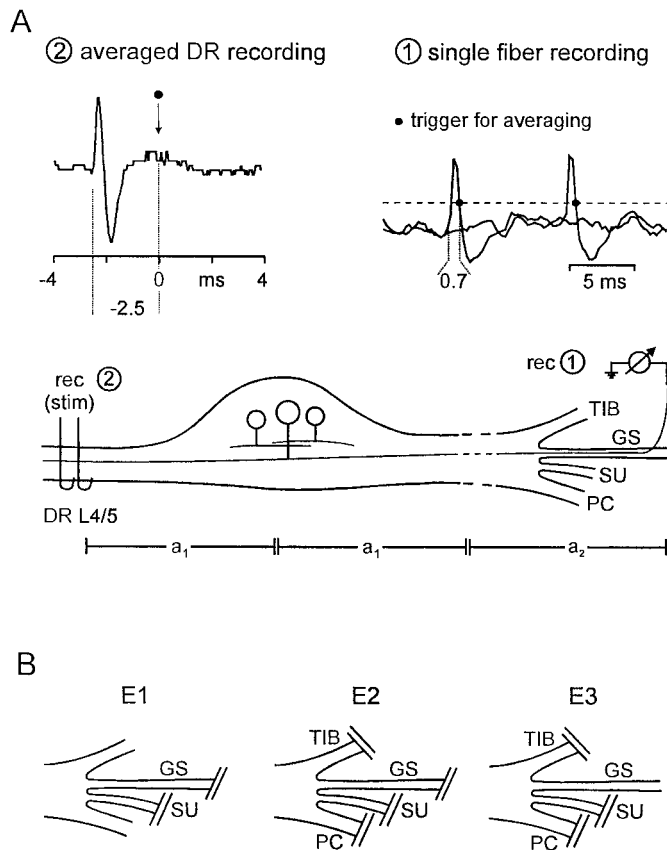 A
② averaged DR recording
① single fiber recording
• trigger for averaging
-4 0 ms 4
-2.5
0.7
5 ms
rec ②
(stim)
rec ①
TIB
GS
SU
PC
DR L4/5
a₁ a₁ a₂
B
E1 E2 E3
TIB TIB
GS GS GS
SU SU SU
PC PC